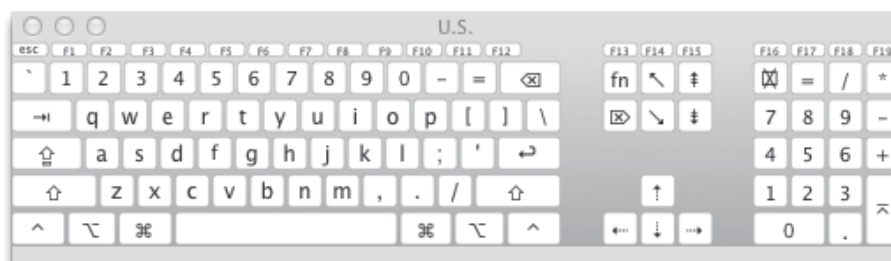 U.S.
esc F1 F2 F3 F4 F5 F6 F7 F8 F9 F10 F11 F12 F13 F14 F15 F16 F17 F18 F19
` 1 2 3 4 5 6 7 8 9 0 - = ⌫ fn ↖ ⇞ ⌧ = / *
⇥ q w e r t y u i o p [ ] \ ⌦ ↘ ⇟ 7 8 9 -
⇪ a s d f g h j k l ; ' ↩ 4 5 6 +
⇧ z x c v b n m , . / ⇧ ⇡ 1 2 3 ⌤
⌃ ⌥ ⌘ ⌘ ⌥ ⌃ ⇠ ⇣ ⇢ 0 .